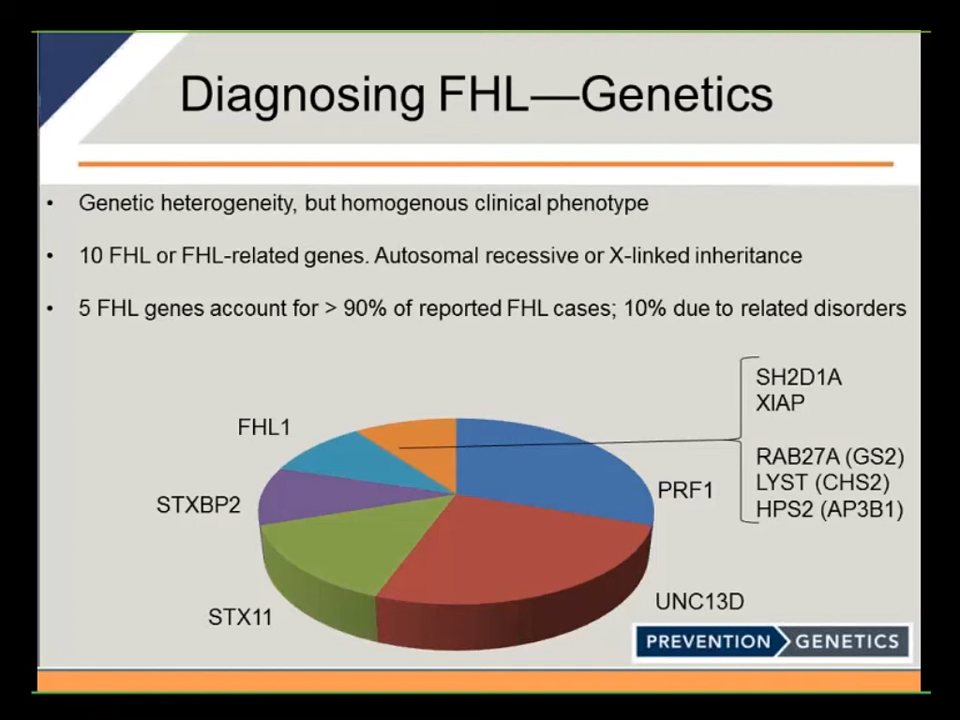 Diagnosing FHL—Genetics
• Genetic heterogeneity, but homogenous clinical phenotype
• 10 FHL or FHL-related genes. Autosomal recessive or X-linked inheritance
• 5 FHL genes account for > 90% of reported FHL cases; 10% due to related disorders
SH2D1A
XIAP
RAB27A (GS2)
LYST (CHS2)
HPS2 (AP3B1)
FHL1
STXBP2
PRF1
STX11
UNC13D
PREVENTION GENETICS